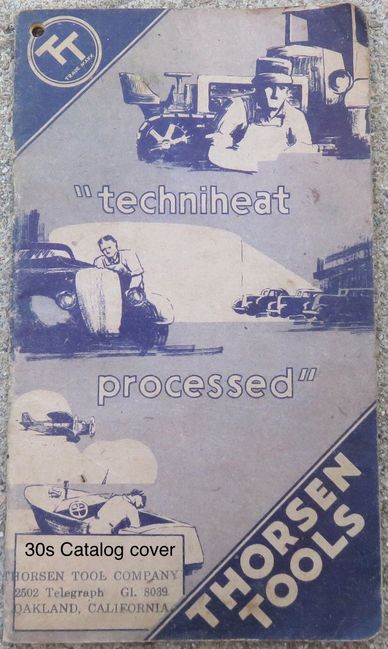 TT
TRADE MARK
"techniheat
processed"
THORSEN
TOOLS
30s Catalog cover
THORSEN TOOL COMPANY
2502 Telegraph Gl. 8039
OAKLAND, CALIFORNIA.